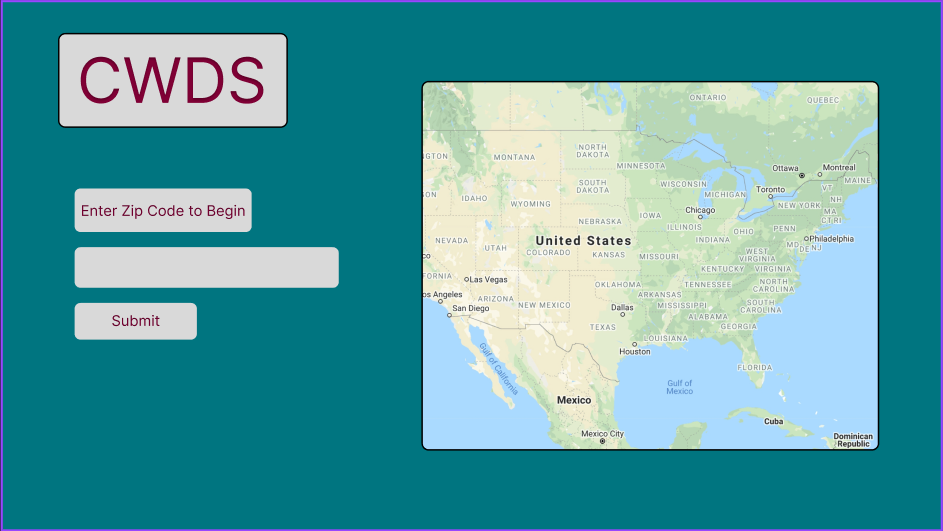 CWDS
Enter Zip Code to Begin
Submit
ONTARIO
QUEBEC
NGTON
MONTANA
NORTH
DAKOTA
MINNESOTA
Ottawa
Montreal
MAINE
SOUTH
DAKOTA
WISCONSIN
MICHIGAN
Toronto
VT
NH
GON
IDAHO
WYOMING
NEW YORK
MA
CT RI
IOWA
Chicago
NEBRASKA
ILLINOIS
OHIO
PENN
NEVADA
UTAH
United States
INDIANA
MD
DE
NJ
Philadelphia
COLORADO
KANSAS
MISSOURI
WEST
VIRGINIA
co
KENTUCKY
VIRGINIA
FORNIA
Las Vegas
OKLAHOMA
TENNESSEE
NORTH
CAROLINA
os Angeles
ARIZONA
NEW MEXICO
ARKANSAS
MISSISSIPPI
SOUTH
CAROLINA
San Diego
Dallas
ALABAMA
TEXAS
GEORGIA
LOUISIANA
Houston
Gulf of California
FLORIDA
Gulf of
Mexico
Mexico
Cuba
Mexico City
Dominican
Republic